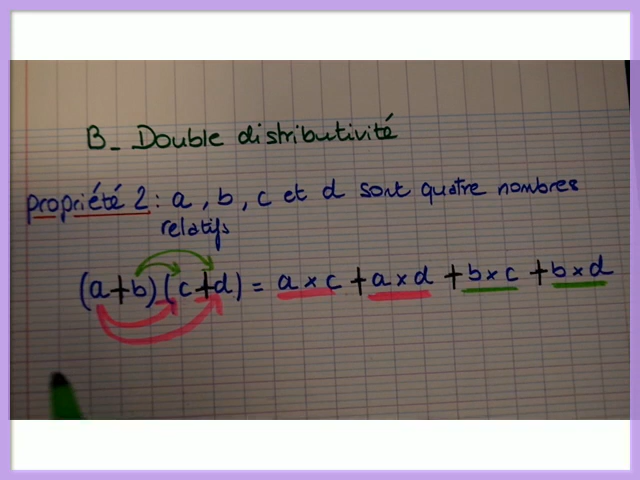 B_ Double distributivité
propriété 2 : a, b, c et d sont quatre nombres
relatifs
(a+b)(c+d) = a × c + a × d + b × c + b × d